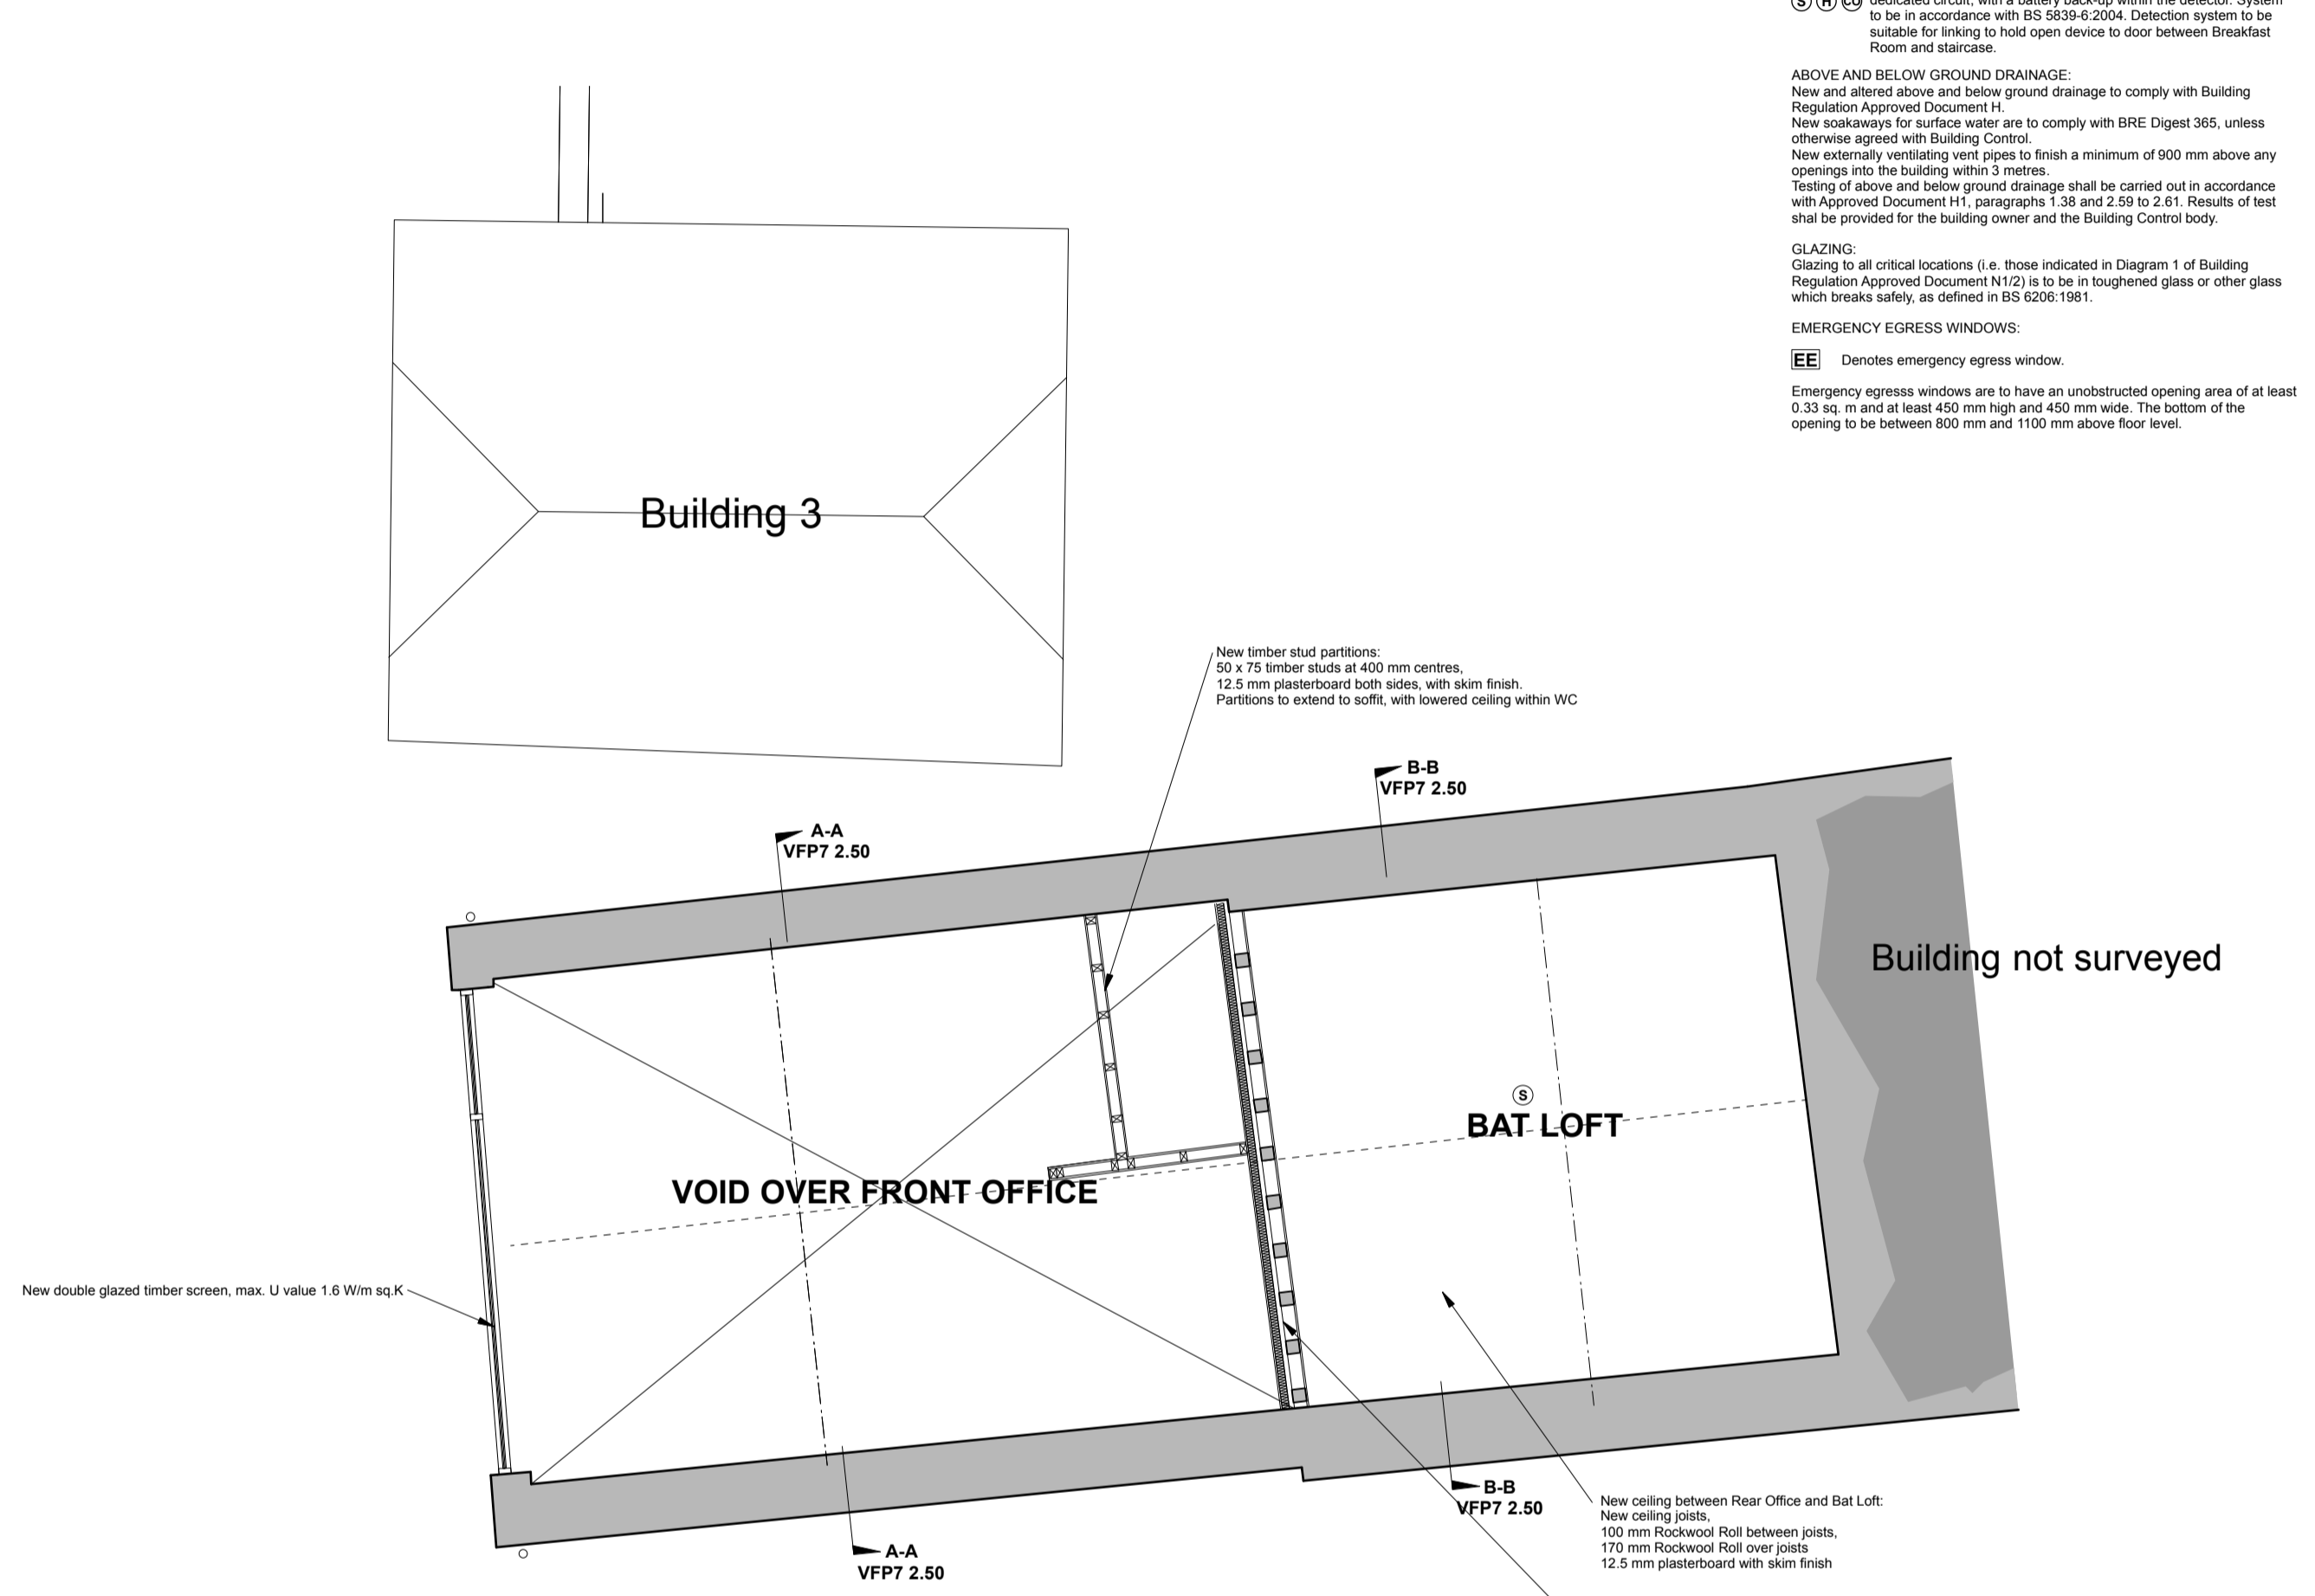 S H CO dedicated circuit, with a battery back-up within the detector. System
to be in accordance with BS 5839-6:2004. Detection system to be
suitable for linking to hold open device to door between Breakfast
Room and staircase.
ABOVE AND BELOW GROUND DRAINAGE:
New and altered above and below ground drainage to comply with Building
Regulation Approved Document H.
New soakaways for surface water are to comply with BRE Digest 365, unless
otherwise agreed with Building Control.
New externally ventilating vent pipes to finish a minimum of 900 mm above any
openings into the building within 3 metres.
Testing of above and below ground drainage shall be carried out in accordance
with Approved Document H1, paragraphs 1.38 and 2.59 to 2.61. Results of test
shal be provided for the building owner and the Building Control body.
GLAZING:
Glazing to all critical locations (i.e. those indicated in Diagram 1 of Building
Regulation Approved Document N1/2) is to be in toughened glass or other glass
which breaks safely, as defined in BS 6206:1981.
EMERGENCY EGRESS WINDOWS:
EE Denotes emergency egress window.
Emergency egresss windows are to have an unobstructed opening area of at least
0.33 sq. m and at least 450 mm high and 450 mm wide. The bottom of the
opening to be between 800 mm and 1100 mm above floor level.
Building 3
New timber stud partitions:
50 x 75 timber studs at 400 mm centres,
12.5 mm plasterboard both sides, with skim finish.
Partitions to extend to soffit, with lowered ceiling within WC
B-B
VFP7 2.50
A-A
VFP7 2.50
Building not surveyed
S
BAT LOFT
VOID OVER FRONT OFFICE
New double glazed timber screen, max. U value 1.6 W/m sq.K
B-B
VFP7 2.50
New ceiling between Rear Office and Bat Loft:
New ceiling joists,
100 mm Rockwool Roll between joists,
170 mm Rockwool Roll over joists
12.5 mm plasterboard with skim finish
A-A
VFP7 2.50